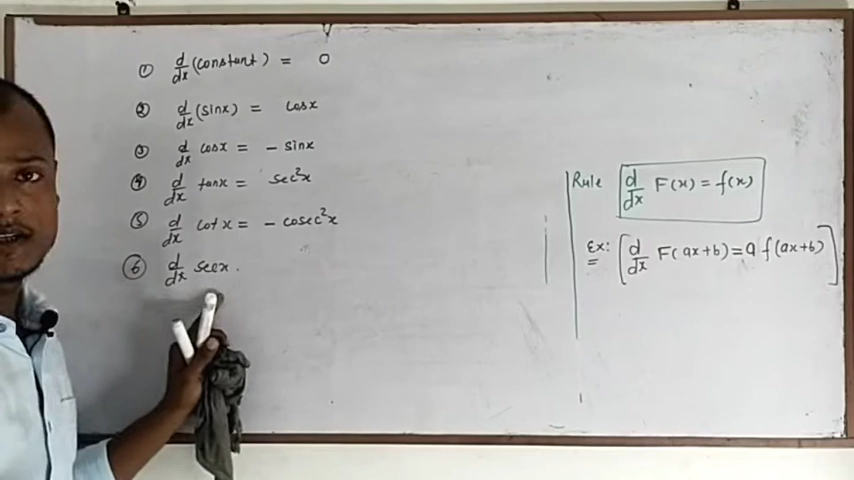 ① d/dx (constant) = 0
② d/dx (sinx) = cosx
③ d/dx cosx = - sinx
④ d/dx tanx = sec²x
⑤ d/dx cotx = - cosec²x
⑥ d/dx secx.
Rule d/dx F(x) = f(x)
Ex: [d/dx F(ax+b) = a f(ax+b)]